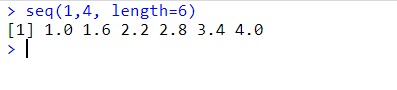 > seq(1,4, length=6)
[1] 1.0 1.6 2.2 2.8 3.4 4.0
>